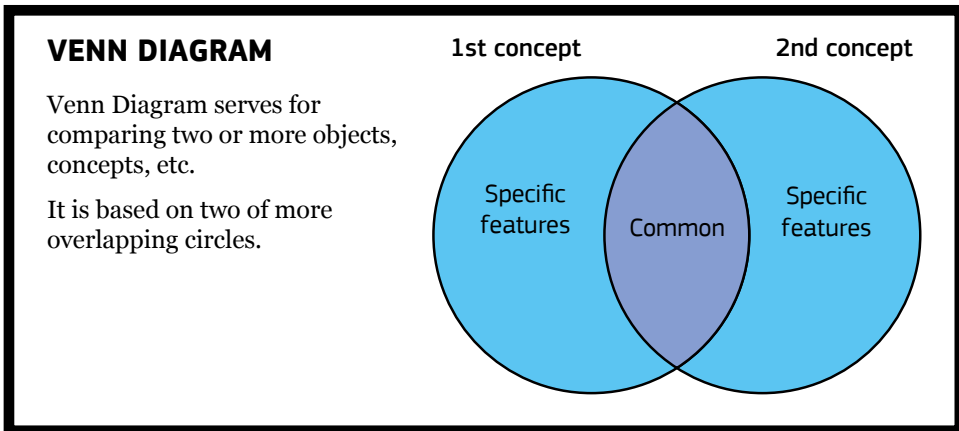 VENN DIAGRAM
Venn Diagram serves for
comparing two or more objects,
concepts, etc.
It is based on two of more
overlapping circles.
1st concept
2nd concept
Specific
features
Common
Specific
features